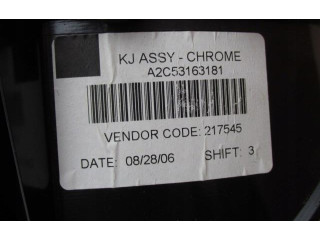 KJ ASSY - CHROME
A2C53163181
VENDOR CODE: 217545
DATE: 08/28/06 SHIFT: 3